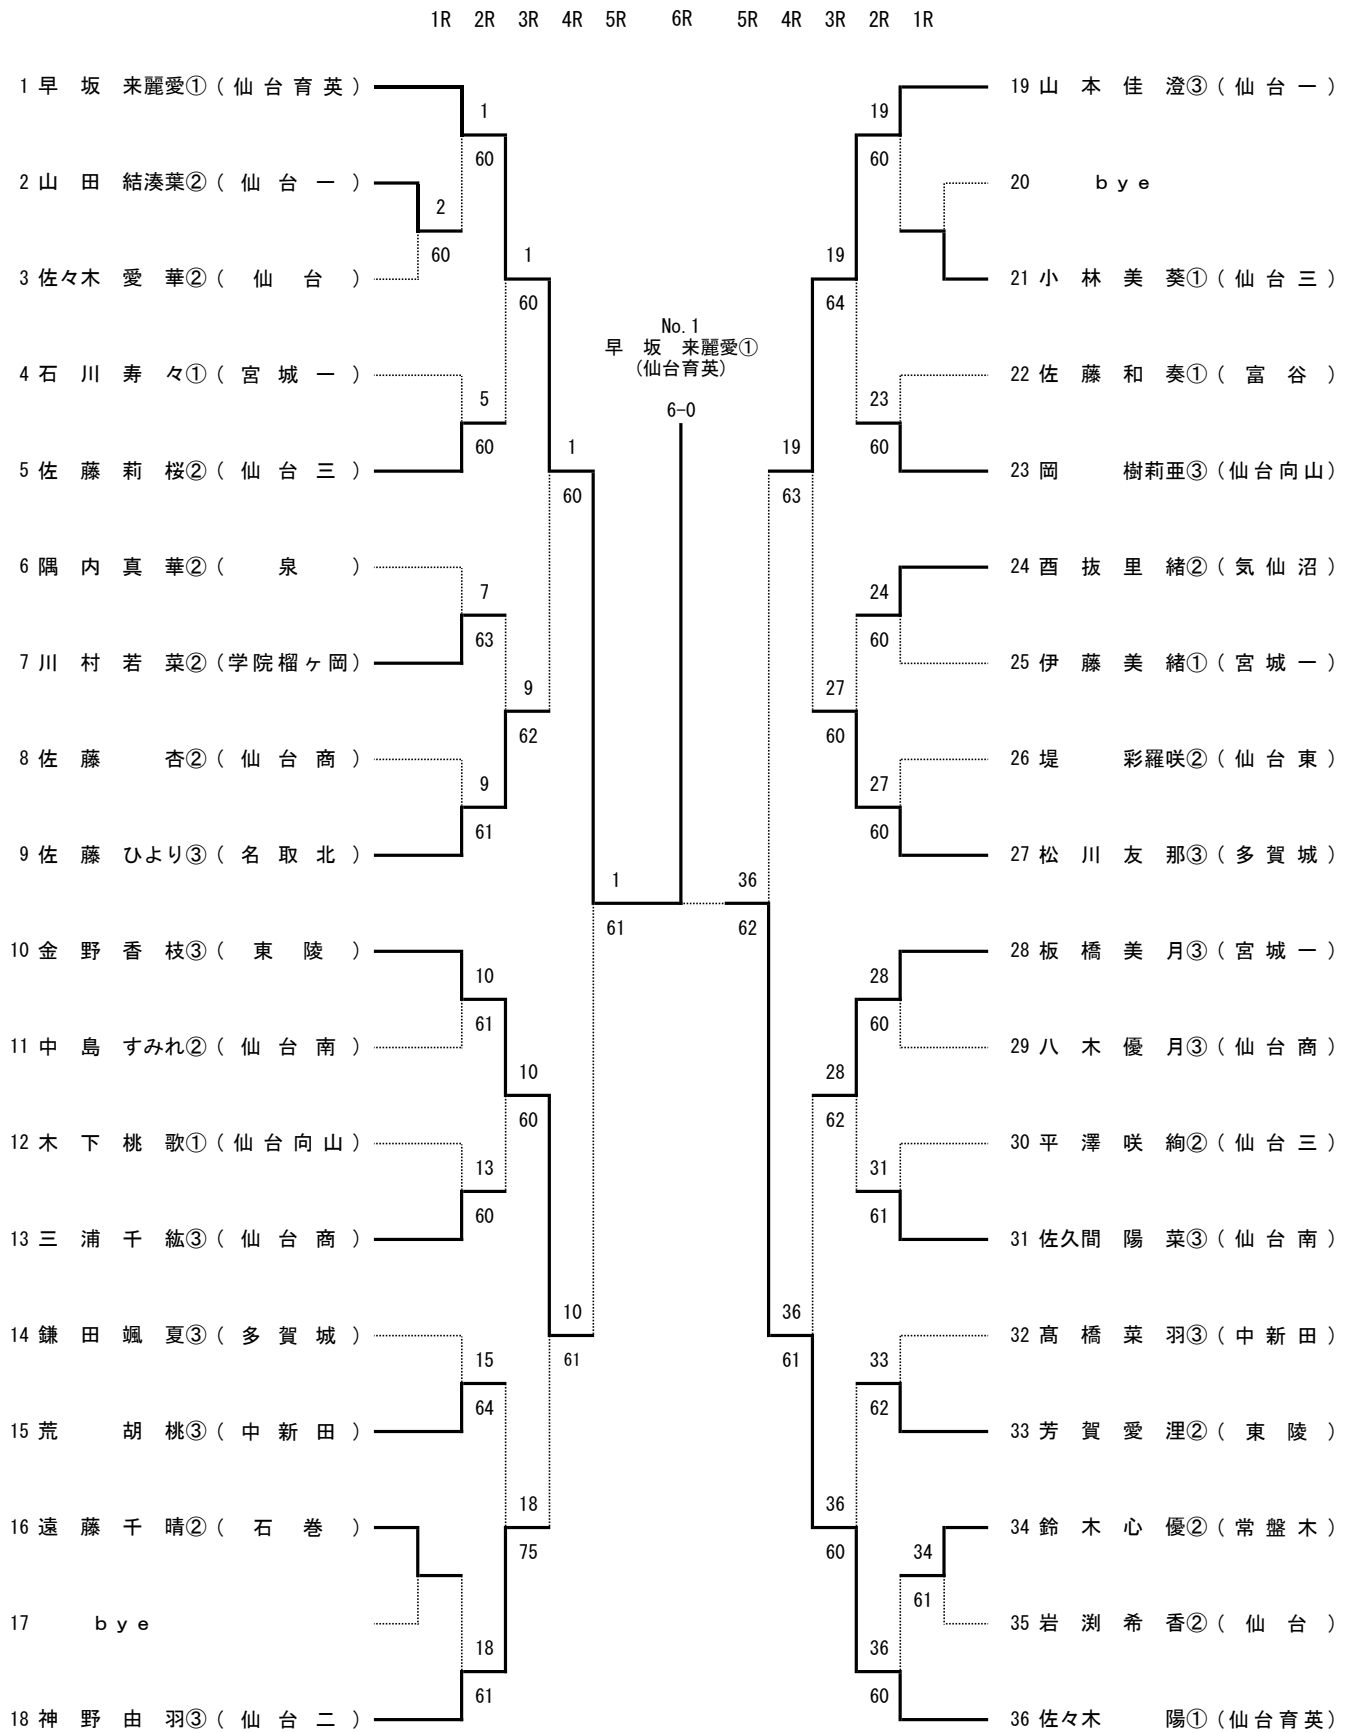 1R 2R 3R 4R 5R 6R 5R 4R 3R 2R 1R
1 早 坂 来麗愛① ( 仙 台 育 英 )
2 山 田 結湊葉② ( 仙 台 一 )
3 佐々木 愛 華② ( 仙 台 )
4 石 川 寿 々① ( 宮 城 一 )
5 佐 藤 莉 桜② ( 仙 台 三 )
6 隅 内 真 華② ( 泉 )
7 川 村 若 菜② (学院榴ヶ岡)
8 佐 藤 杏② ( 仙 台 商 )
9 佐 藤 ひより③ ( 名 取 北 )
10 金 野 香 枝③ ( 東 陵 )
11 中 島 すみれ② ( 仙 台 南 )
12 木 下 桃 歌① ( 仙 台 向 山 )
13 三 浦 千 紘③ ( 仙 台 商 )
14 鎌 田 颯 夏③ ( 多 賀 城 )
15 荒 胡 桃③ ( 中 新 田 )
16 遠 藤 千 晴② ( 石 巻 )
17 bye
18 神 野 由 羽③ ( 仙 台 二 )
2
60
1
60
5
60
7
63
9
61
10
61
13
60
15
64
18
61
1
60
9
62
10
60
18
75
1
60
10
61
1
61
No.1
早 坂 来麗愛①
(仙台育英)
6-0
36
62
19
63
36
61
19
64
27
60
28
62
36
60
19
60
23
60
24
60
27
60
28
60
31
61
33
62
36
60
34
61
19 山 本 佳 澄③ ( 仙 台 一 )
20 bye
21 小 林 美 葵① ( 仙 台 三 )
22 佐 藤 和 奏① ( 富 谷 )
23 岡 樹莉亜③ (仙台向山)
24 酉 抜 里 緒② ( 気 仙 沼 )
25 伊 藤 美 緒① ( 宮 城 一 )
26 堤 彩羅咲② ( 仙 台 東 )
27 松 川 友 那③ ( 多 賀 城 )
28 板 橋 美 月③ ( 宮 城 一 )
29 八 木 優 月③ ( 仙 台 商 )
30 平 澤 咲 絢② ( 仙 台 三 )
31 佐久間 陽 菜③ ( 仙 台 南 )
32 髙 橋 菜 羽③ ( 中 新 田 )
33 芳 賀 愛 浬② ( 東 陵 )
34 鈴 木 心 優② ( 常 盤 木 )
35 岩 渕 希 香② ( 仙 台 )
36 佐々木 陽① (仙台育英)